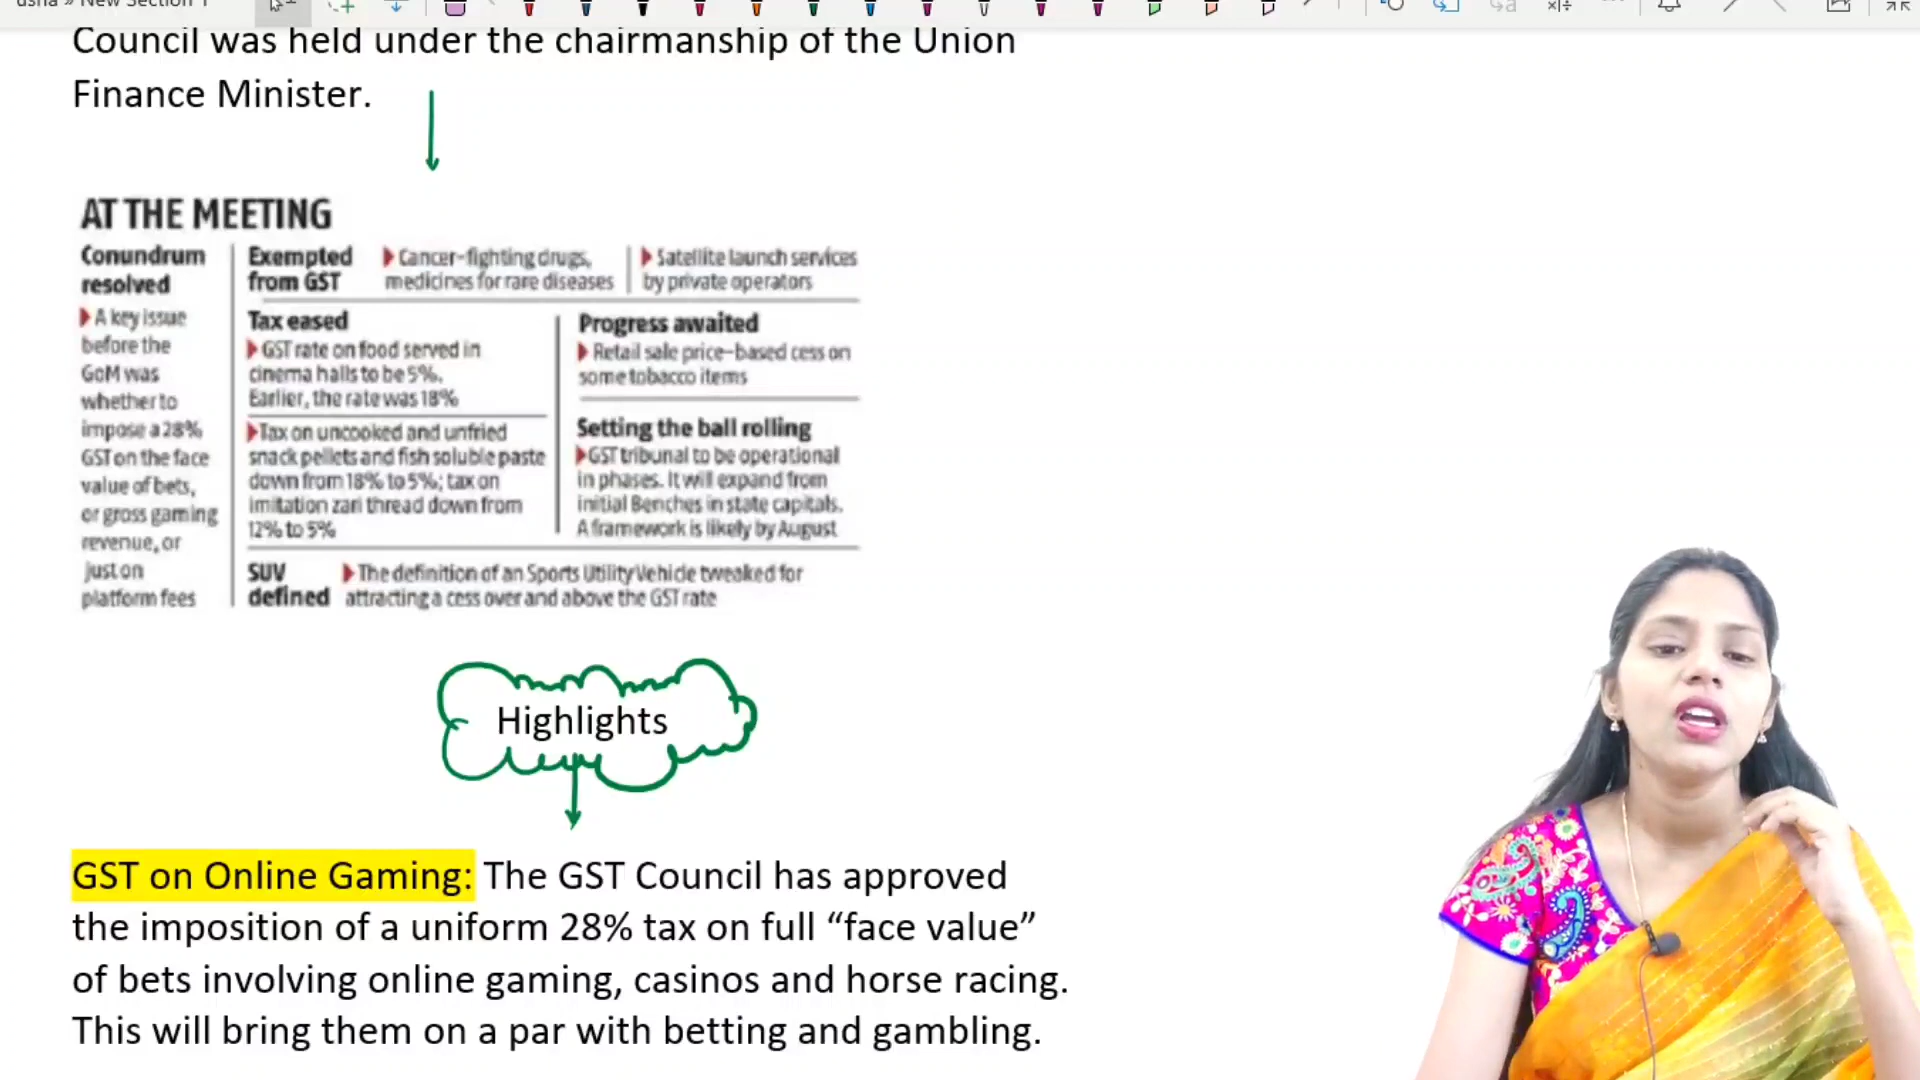 usha » New Section 1
Council was held under the chairmanship of the Union
Finance Minister.
AT THE MEETING
Conundrum
resolved
A key issue
before the
GoM was
whether to
impose a 28%
GST on the face
value of bets,
or gross gaming
revenue, or
just on
platform fees
Exempted
from GST
Cancer-fighting drugs,
medicines for rare diseases
Satellite launch services
by private operators
Tax eased
GST rate on food served in
cinema halls to be 5%.
Earlier, the rate was 18%
Tax on uncooked and unfried
snack pellets and fish soluble paste
down from 18% to 5%; tax on
imitation zari thread down from
12% to 5%
Progress awaited
Retail sale price-based cess on
some tobacco items
Setting the ball rolling
GST tribunal to be operational
in phases. It will expand from
initial Benches in state capitals.
A framework is likely by August
SUV
defined
The definition of an Sports Utility Vehicle tweaked for
attracting a cess over and above the GST rate
Highlights
GST on Online Gaming: The GST Council has approved
the imposition of a uniform 28% tax on full “face value”
of bets involving online gaming, casinos and horse racing.
This will bring them on a par with betting and gambling.